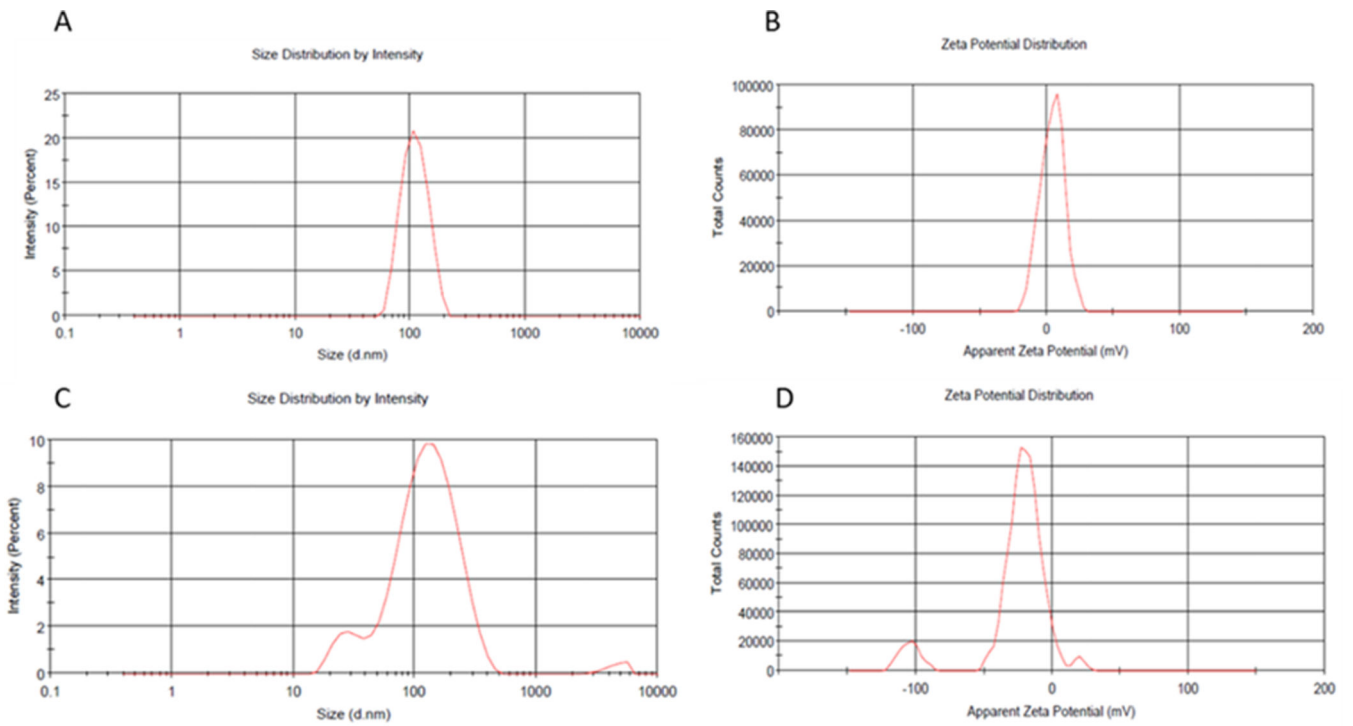 A
Size Distribution by Intensity
25
20
15
10
5
0
0.1 1 10 100 1000 10000
Intensity (Percent)
Size (d.nm)
B
Zeta Potential Distribution
100000
80000
60000
40000
20000
0
-100 0 100 200
Total Counts
Apparent Zeta Potential (mV)
C
Size Distribution by Intensity
10
8
6
4
2
0
0.1 1 10 100 1000 10000
Intensity (Percent)
Size (d.nm)
D
Zeta Potential Distribution
160000
140000
120000
100000
80000
60000
40000
20000
0
-100 0 100 200
Total Counts
Apparent Zeta Potential (mV)